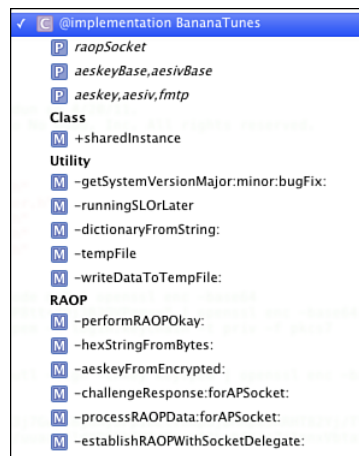 ✓ C @implementation BananaTunes
P raopSocket
P aeskeyBase,aesivBase
P aeskey,aesiv,fmtp
Class
M +sharedInstance
Utility
M -getSystemVersionMajor:minor:bugFix:
M -runningSLOrLater
M -dictionaryFromString:
M -tempFile
M -writeDataToTempFile:
RAOP
M -performRAOPOkay:
M -hexStringFromBytes:
M -aeskeyFromEncrypted:
M -challengeResponse:forAPSocket:
M -processRAOPData:forAPSocket:
M -establishRAOPWithSocketDelegate: